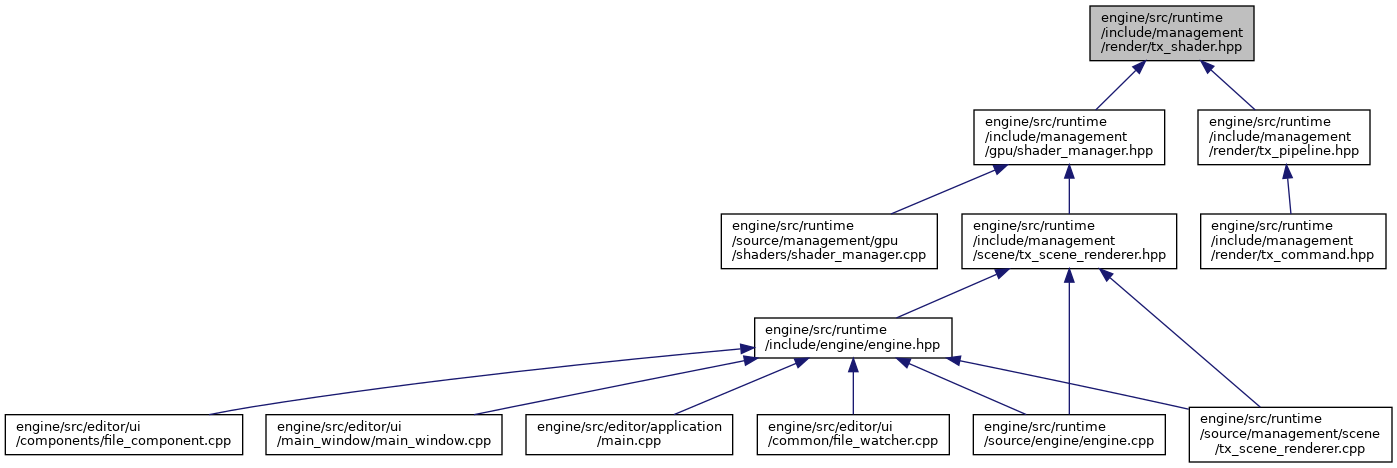 engine/src/runtime
/include/management
/render/tx_shader.hpp
engine/src/runtime
/include/management
/gpu/shader_manager.hpp
engine/src/runtime
/include/management
/render/tx_pipeline.hpp
engine/src/runtime
/source/management/gpu
/shaders/shader_manager.cpp
engine/src/runtime
/include/management
/scene/tx_scene_renderer.hpp
engine/src/runtime
/include/management
/render/tx_command.hpp
engine/src/runtime
/include/engine/engine.hpp
engine/src/editor/ui
/components/file_component.cpp
engine/src/editor/ui
/main_window/main_window.cpp
engine/src/editor/application
/main.cpp
engine/src/editor/ui
/common/file_watcher.cpp
engine/src/runtime
/source/engine/engine.cpp
engine/src/runtime
/source/management/scene
/tx_scene_renderer.cpp